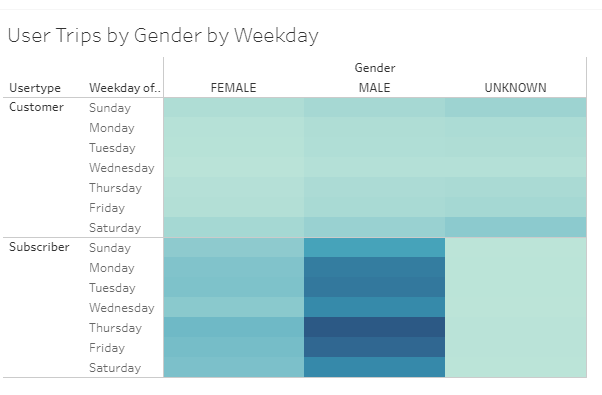 User Trips by Gender by Weekday
Gender
Usertype Weekday of.. FEMALE MALE UNKNOWN
Customer Sunday
Monday
Tuesday
Wednesday
Thursday
Friday
Saturday
Subscriber Sunday
Monday
Tuesday
Wednesday
Thursday
Friday
Saturday